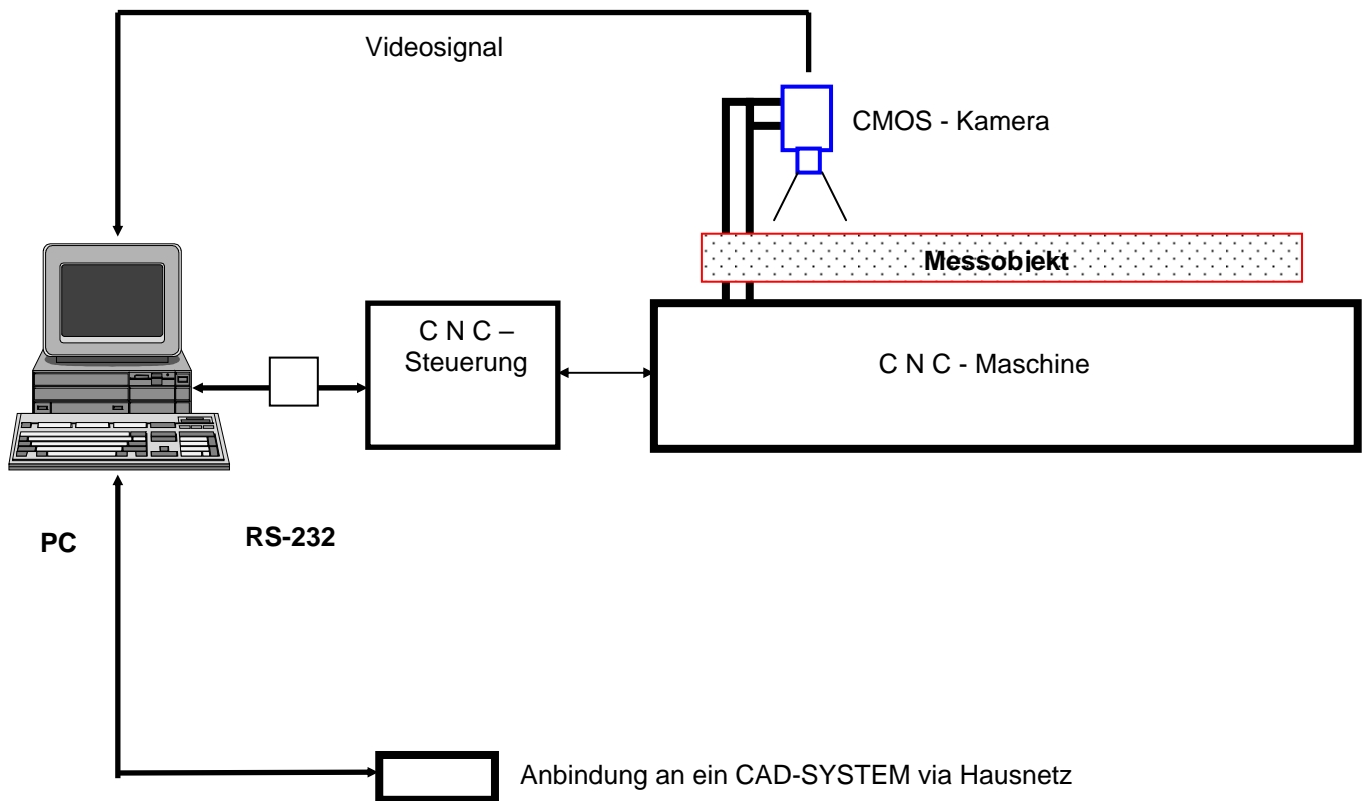 Videosignal
CMOS - Kamera
Messobjekt
C N C –
Steuerung
C N C - Maschine
PC
RS-232
Anbindung an ein CAD-SYSTEM via Hausnetz